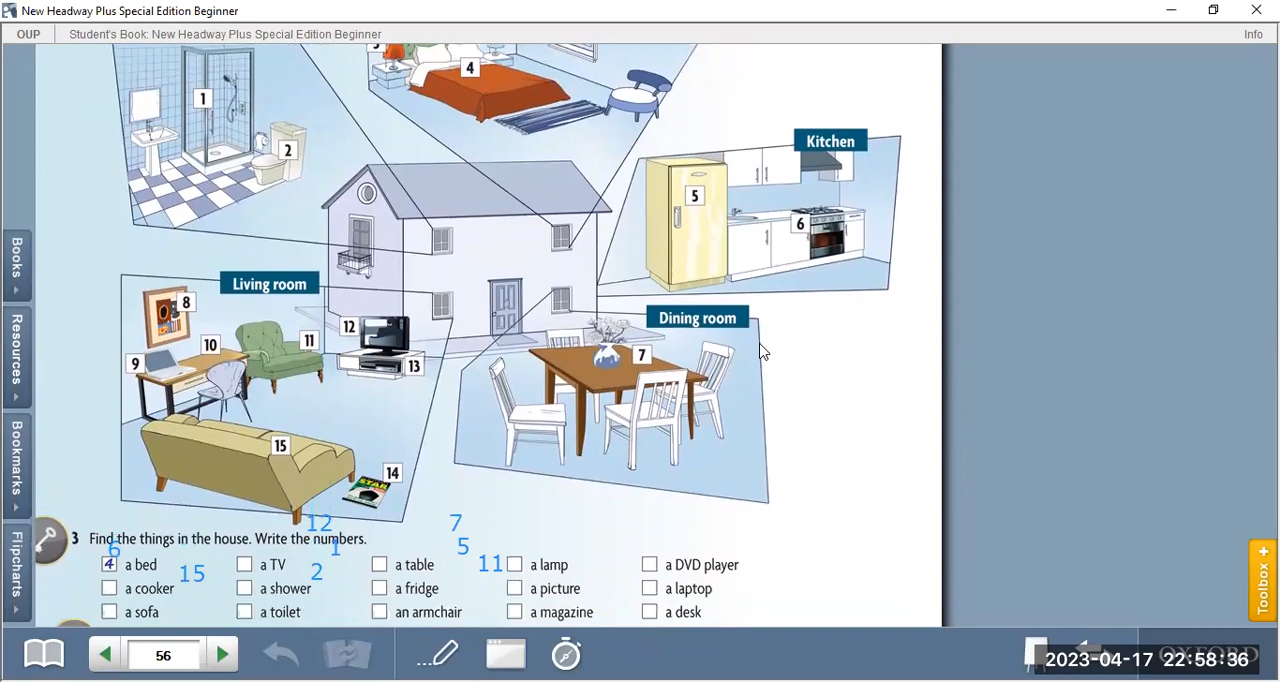 New Headway Plus Special Edition Beginner
OUP Student's Book: New Headway Plus Special Edition Beginner Info
4
1
Kitchen
2
5
6
Living room
8
Dining room
12
11
10
7
9
13
15
14
12 7
3 Find the things in the house. Write the numbers.
6 1 5
4 a bed a TV a table 11 a lamp a DVD player
15 2
a cooker a shower a fridge a picture a laptop
a sofa a toilet an armchair a magazine a desk
Books
Resources
Bookmarks
Flipcharts
Toolbox +
56
2023-04-17 22:58:36